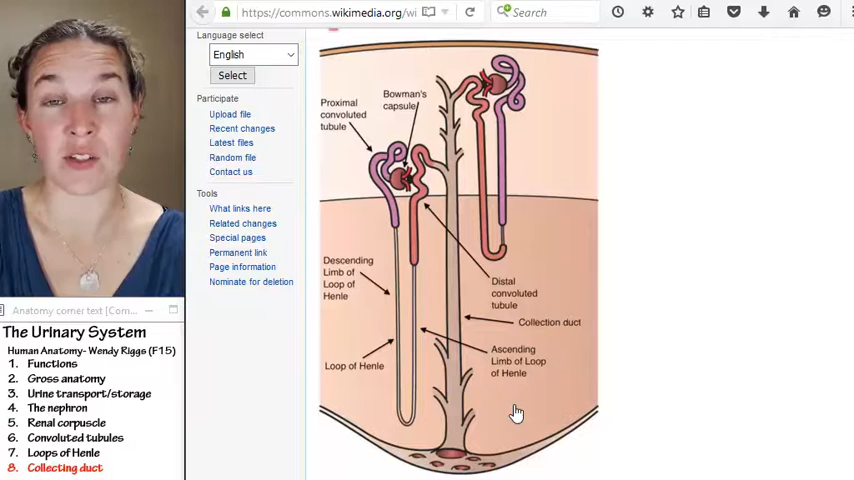 https://commons.wikimedia.org/wi
Search
Language select
English
Select
Participate
Upload file
Recent changes
Latest files
Random file
Contact us
Tools
What links here
Related changes
Special pages
Permanent link
Page information
Nominate for deletion
Proximal
convoluted
tubule
Bowman's
capsule
Descending
Limb of
Loop of
Henle
Loop of Henle
Distal
convoluted
tubule
Collection duct
Ascending
Limb of Loop
of Henle
Anatomy corner text [Com...
The Urinary System
Human Anatomy- Wendy Riggs (F15)
1. Functions
2. Gross anatomy
3. Urine transport/storage
4. The nephron
5. Renal corpuscle
6. Convoluted tubules
7. Loops of Henle
8. Collecting duct